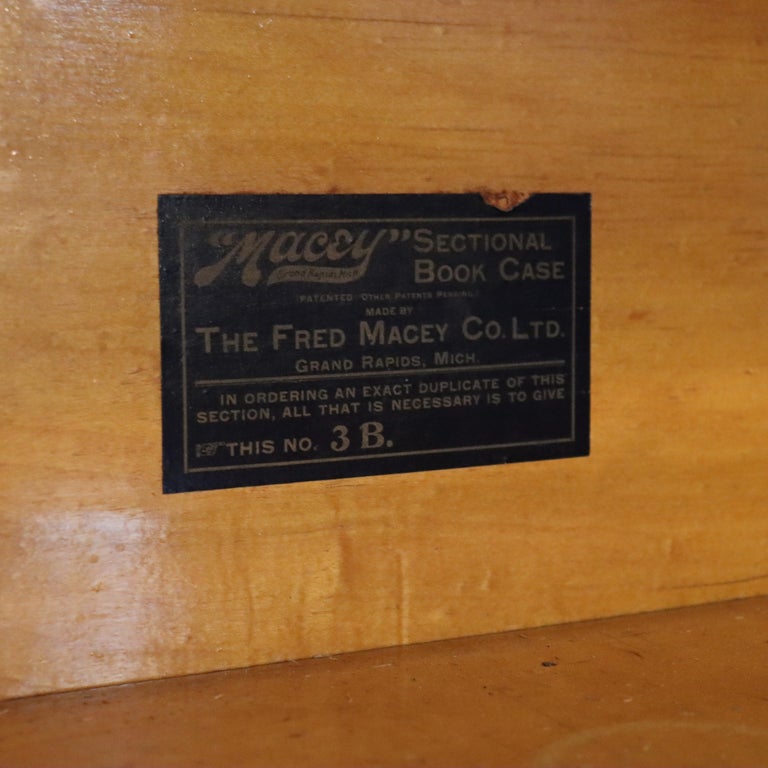 "Macey" SECTIONAL
Grand Rapids, Mich. BOOK CASE
(PATENTED OTHER PATENTS PENDING.)
MADE BY
THE FRED MACEY CO. LTD.
GRAND RAPIDS, MICH.
IN ORDERING AN EXACT DUPLICATE OF THIS
SECTION, ALL THAT IS NECESSARY IS TO GIVE
THIS NO. 3 B.